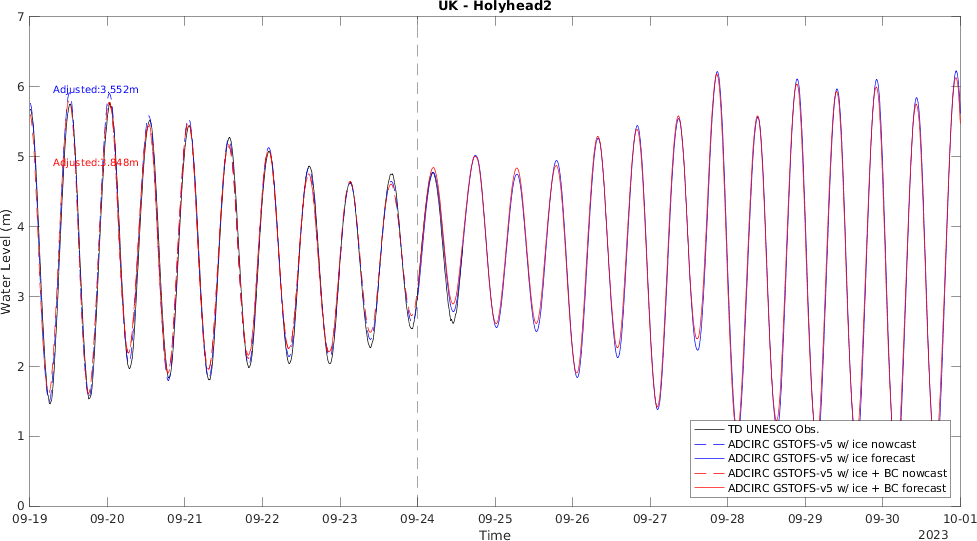 UK - Holyhead2
7
6
5
4
3
2
1
0
Water Level (m)
Adjusted:3.552m
Adjusted:3.848m
TD UNESCO Obs.
ADCIRC GSTOFS-v5 w/ ice nowcast
ADCIRC GSTOFS-v5 w/ ice forecast
ADCIRC GSTOFS-v5 w/ ice + BC nowcast
ADCIRC GSTOFS-v5 w/ ice + BC forecast
09-19 09-20 09-21 09-22 09-23 09-24 09-25 09-26 09-27 09-28 09-29 09-30 10-01
Time
2023